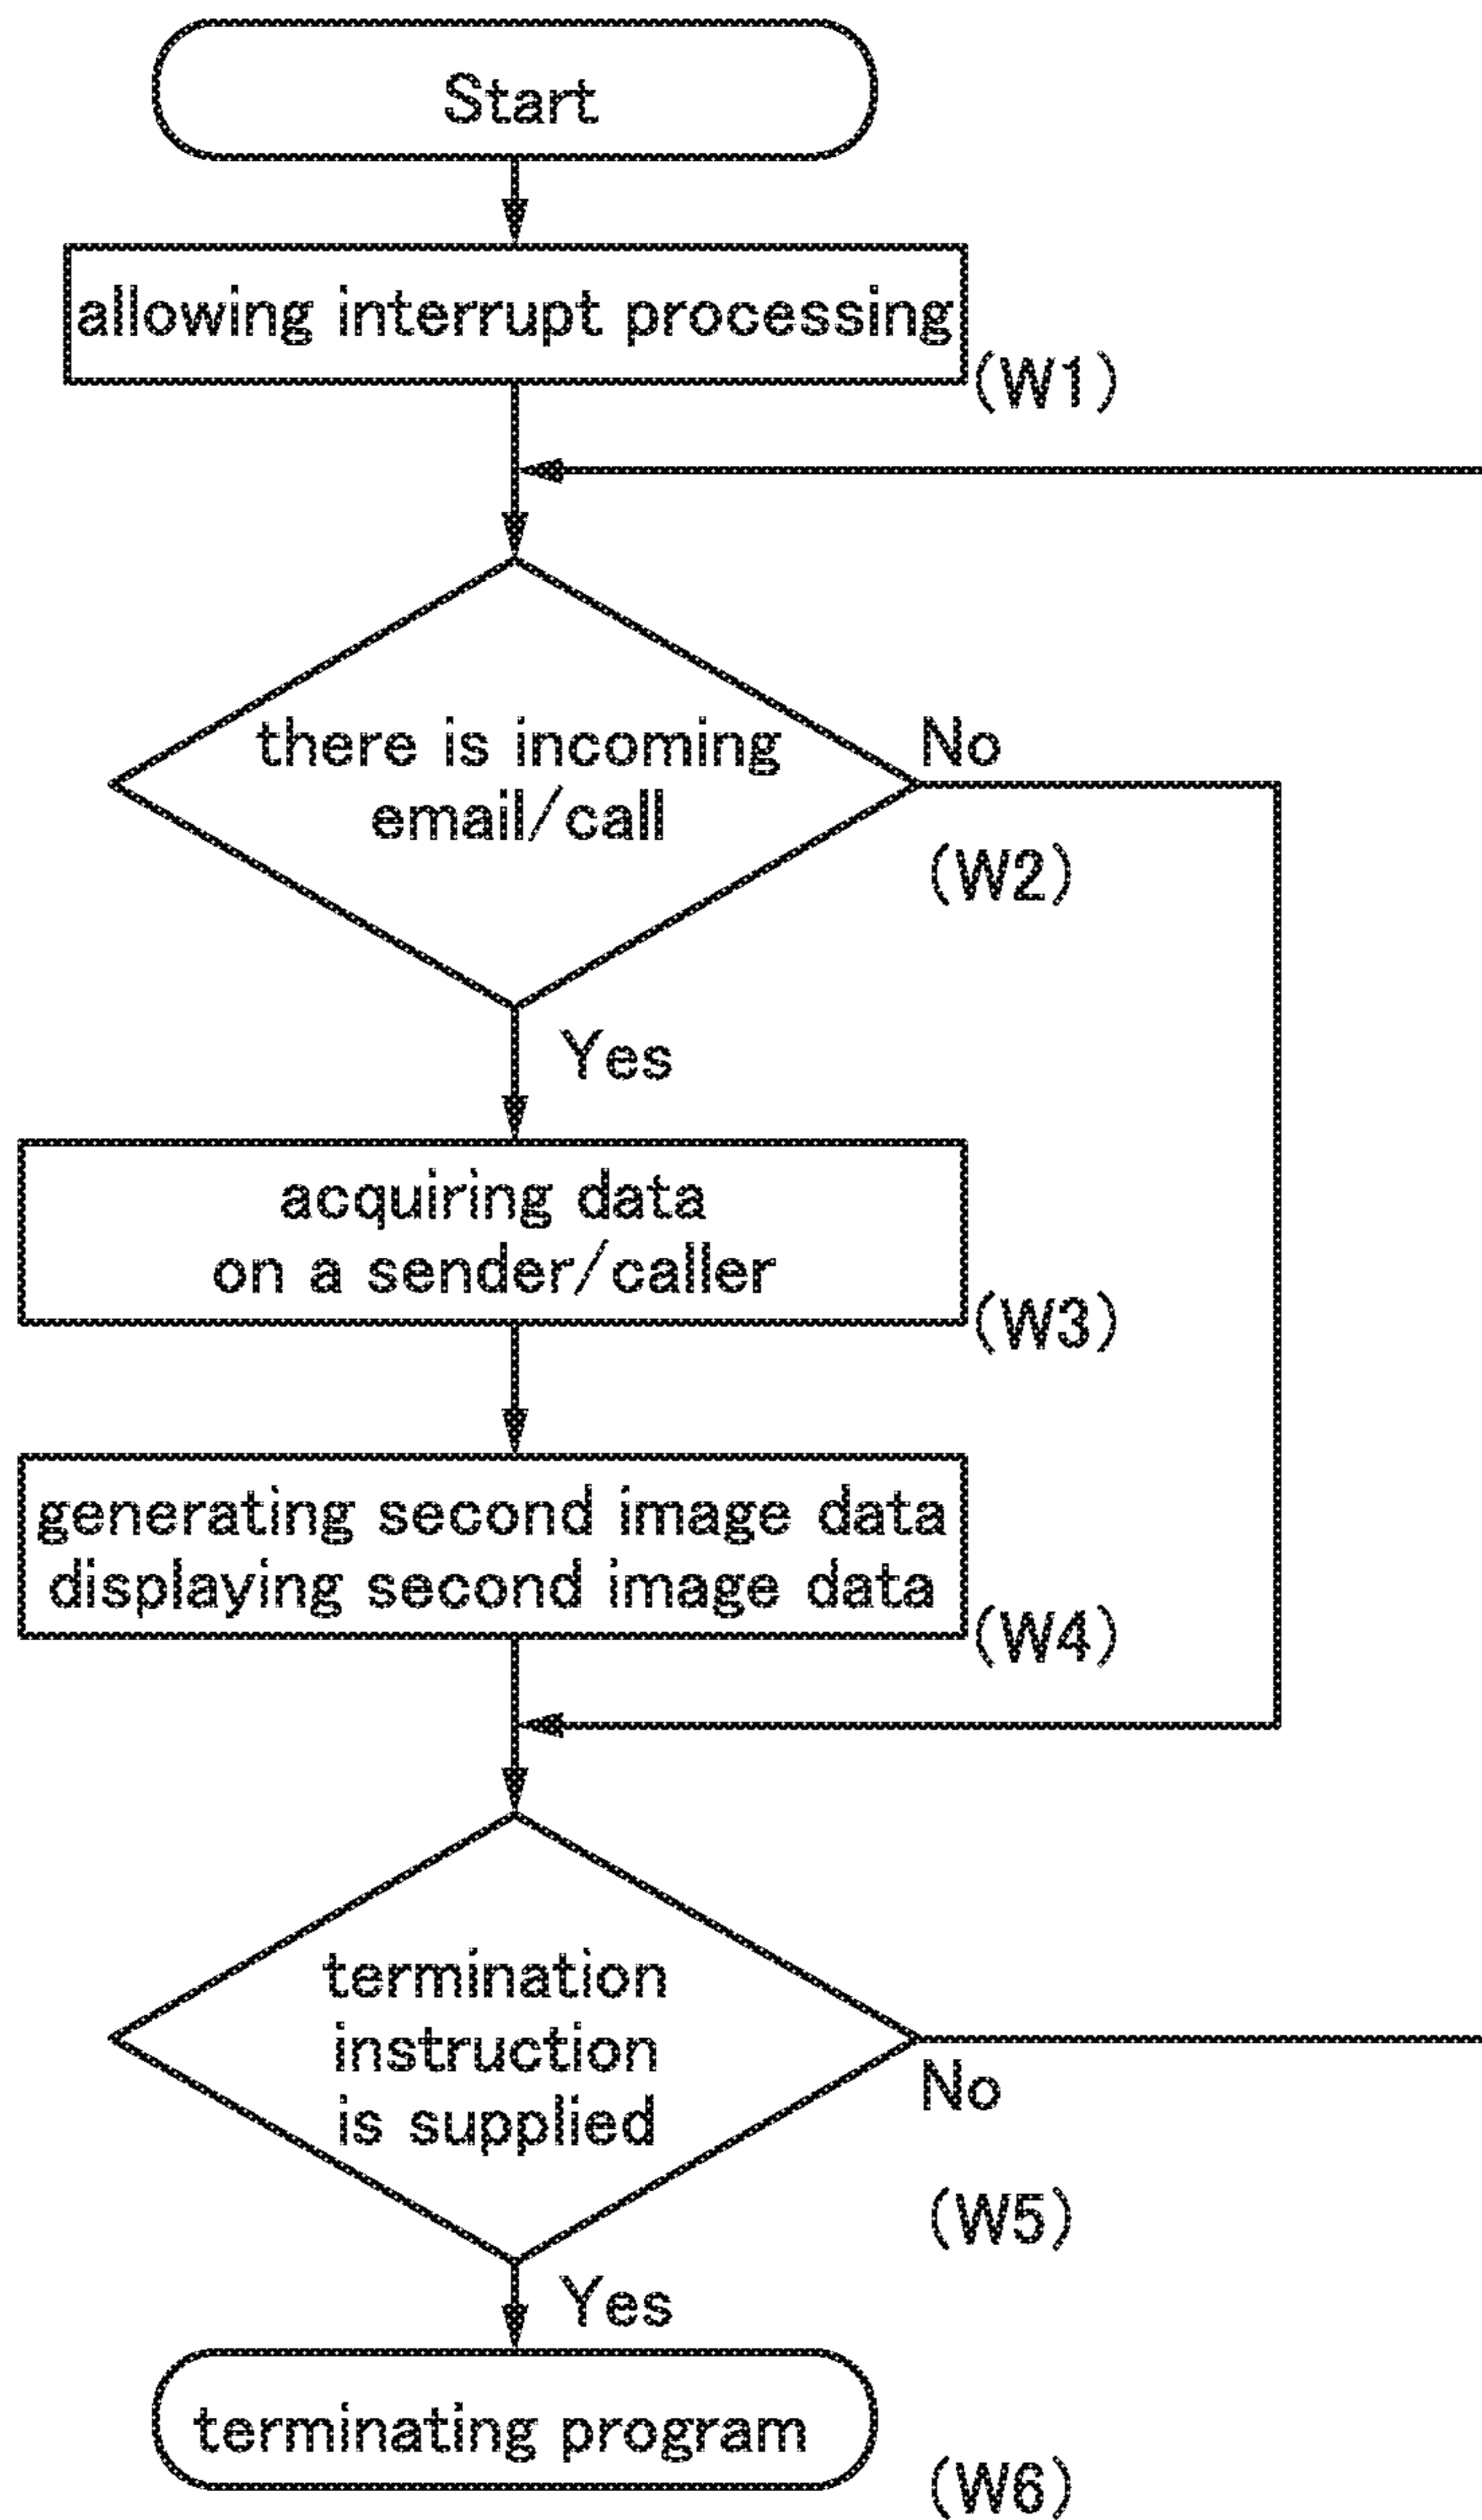 Start
allowing interrupt processing
(W1)
there is incoming
email/call
No
(W2)
Yes
acquiring data
on a sender/caller
(W3)
generating second image data
displaying second image data
(W4)
termination
instruction
is supplied
No
(W5)
Yes
terminating program
(W6)